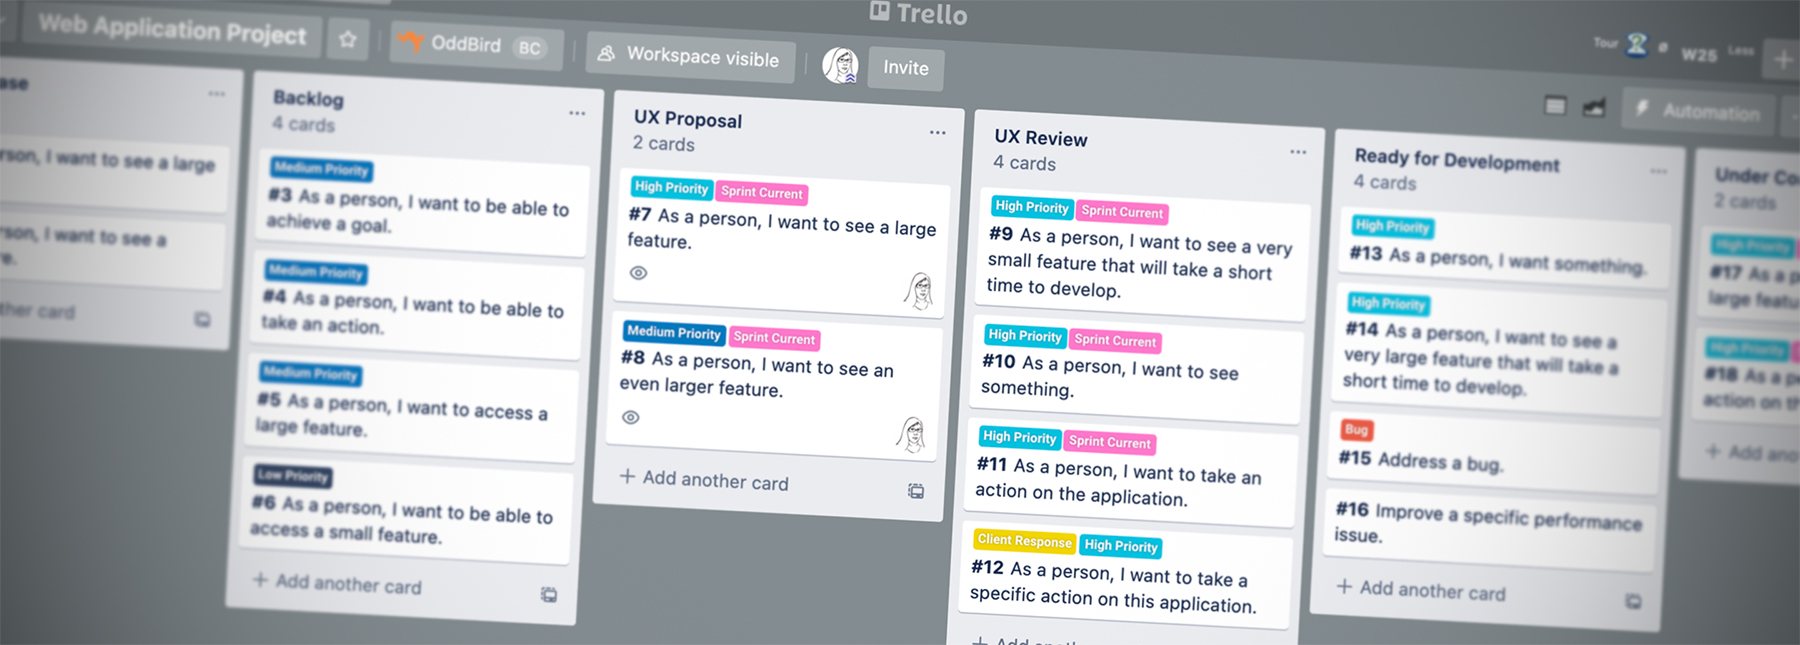 Trello
Web Application Project
OddBird
BC
Workspace visible
Invite
Tour
W25
Less
Automation
ase
rson, I want to see a large
son, I want to see a
e.
her card
Backlog
4 cards
Medium Priority
#3 As a person, I want to be able to
achieve a goal.
Medium Priority
#4 As a person, I want to be able to
take an action.
Medium Priority
#5 As a person, I want to access a
large feature.
Low Priority
#6 As a person, I want to be able to
access a small feature.
+ Add another card
UX Proposal
2 cards
High Priority Sprint Current
#7 As a person, I want to see a large
feature.
Medium Priority Sprint Current
#8 As a person, I want to see an
even larger feature.
+ Add another card
UX Review
4 cards
High Priority Sprint Current
#9 As a person, I want to see a very
small feature that will take a short
time to develop.
High Priority Sprint Current
#10 As a person, I want to see
something.
High Priority Sprint Current
#11 As a person, I want to take an
action on the application.
Client Response High Priority
#12 As a person, I want to take a
specific action on this application.
+ Add ano
Ready for Development
4 cards
High Priority
#13 As a person, I want something.
High Priority
#14 As a person, I want to see a
very large feature that will take a
short time to develop.
Bug
#15 Address a bug.
#16 Improve a specific performance
issue.
+ Add another card
Under Co
2 cards
High Priority
#17 As a p
large featu
High Priority
#18 As a pe
action on th
+ Add ano